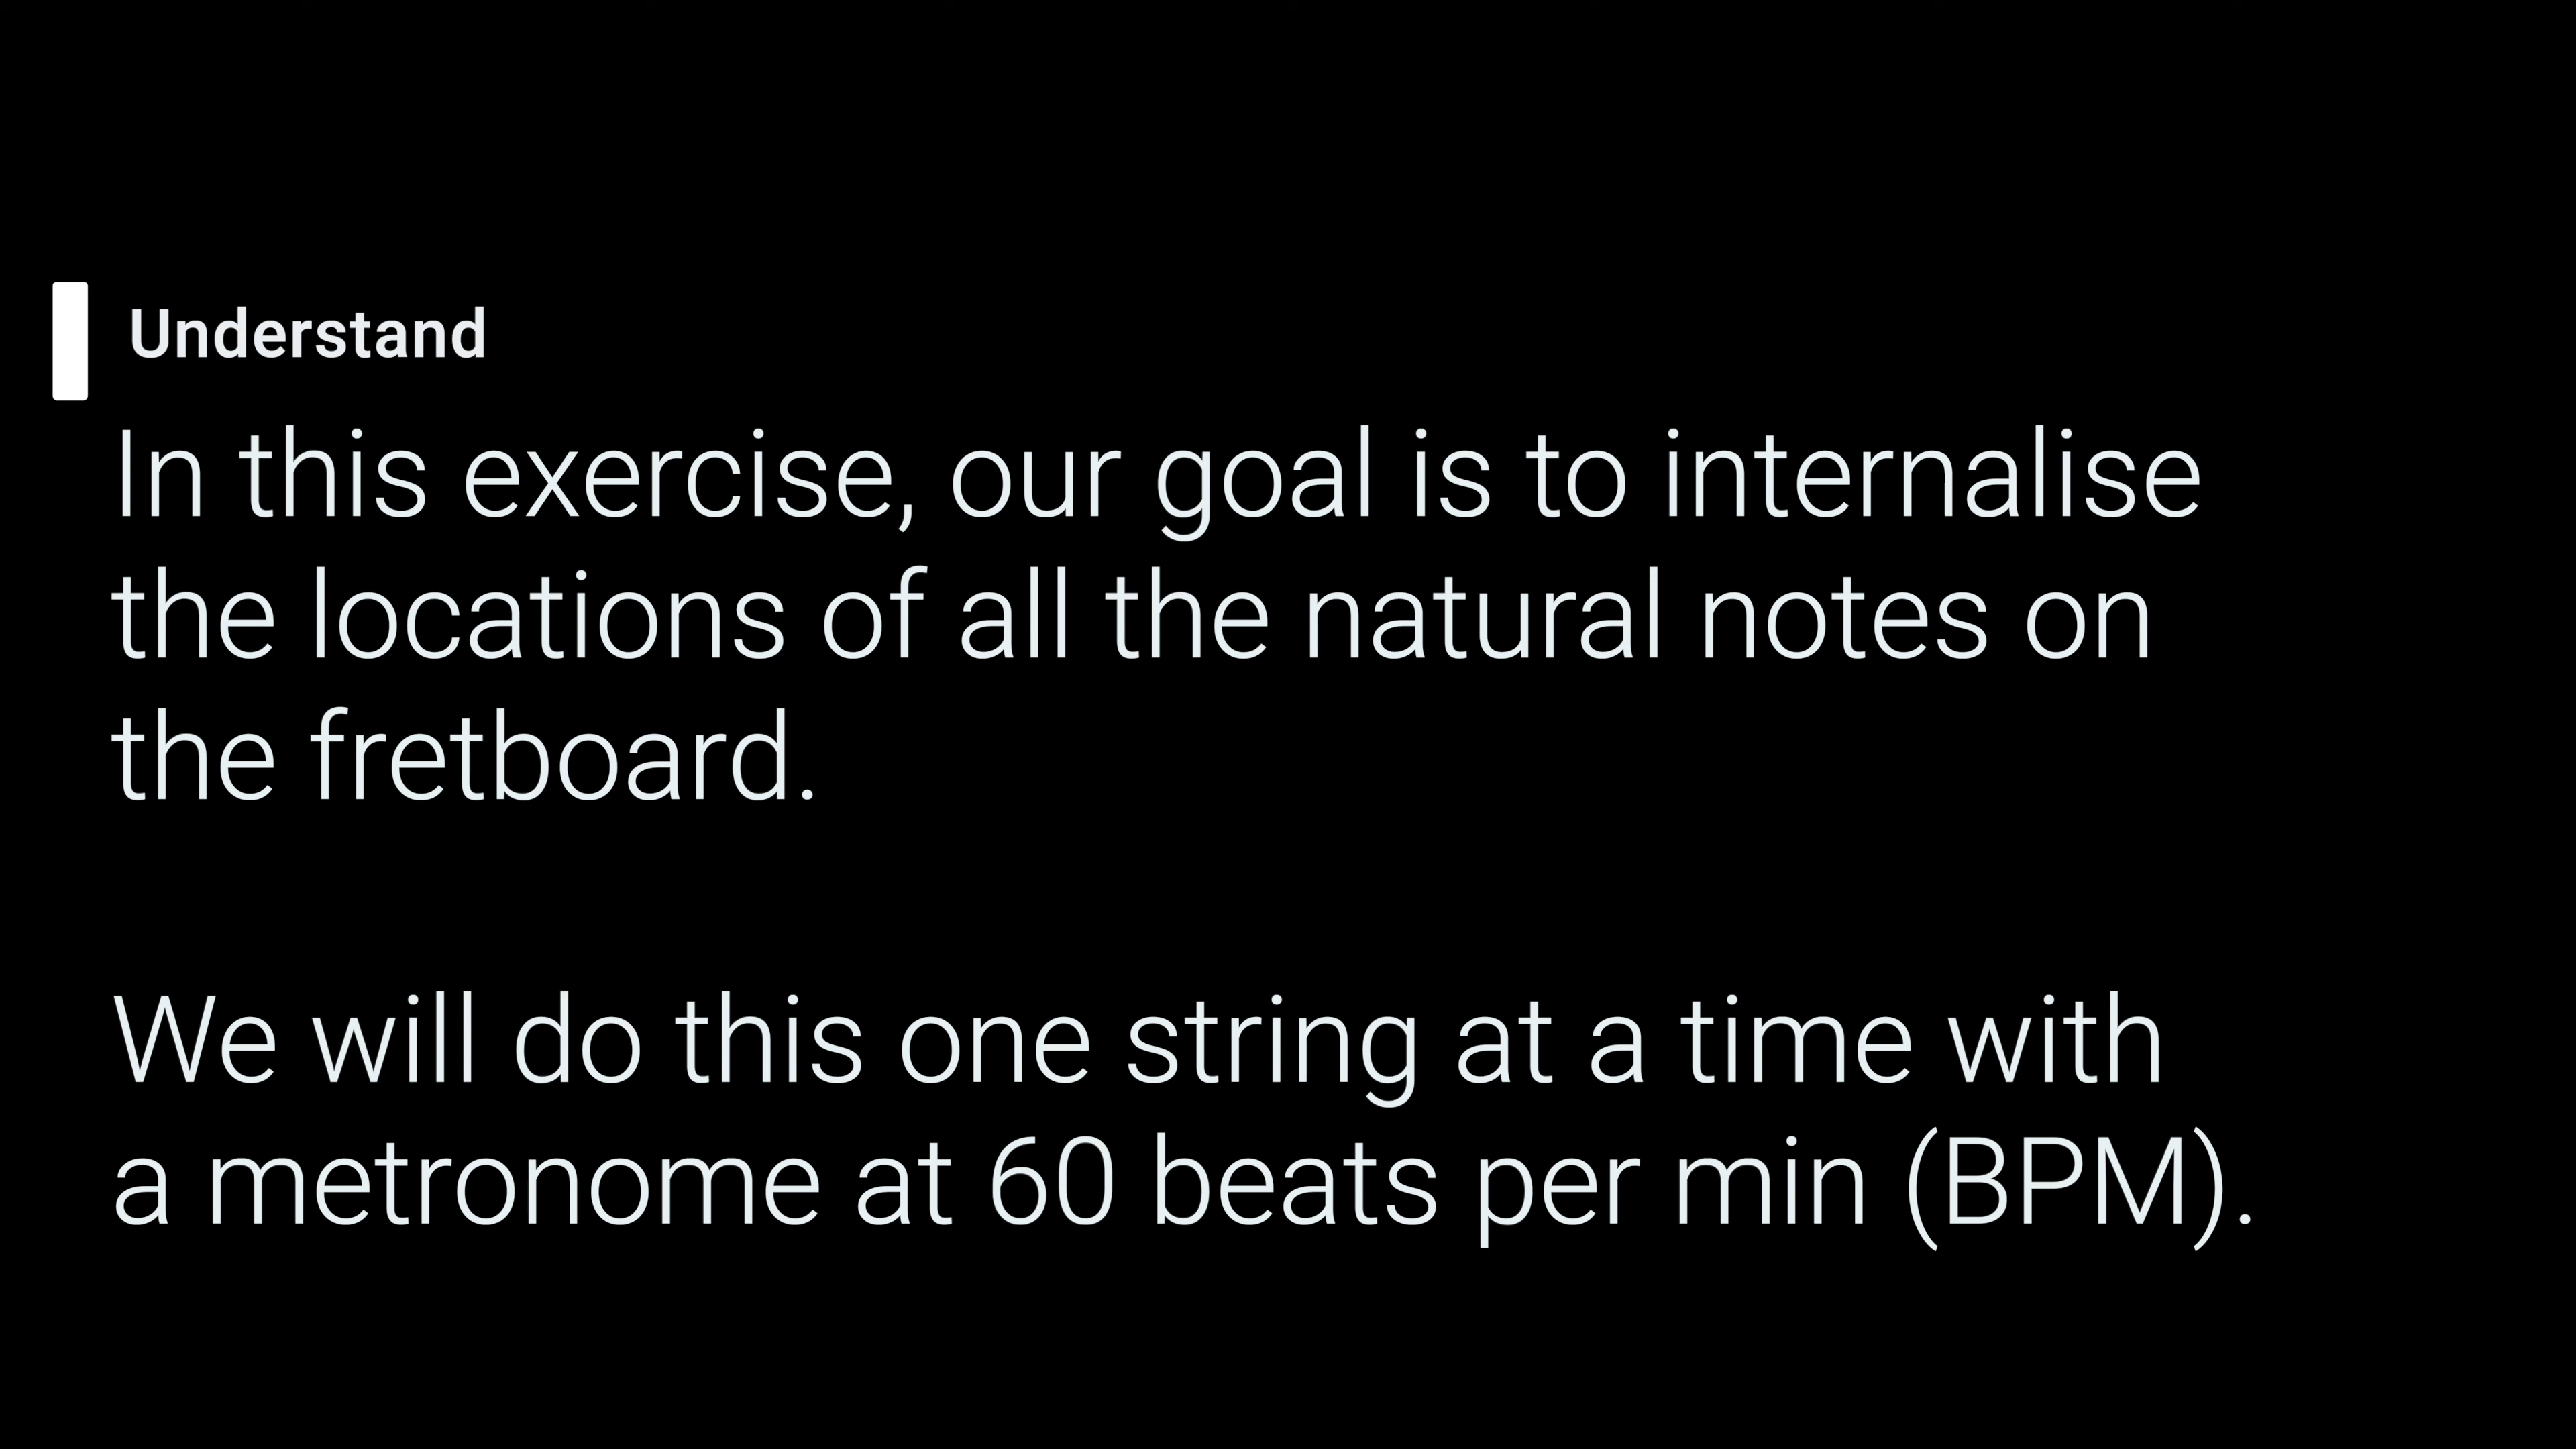 Understand
In this exercise, our goal is to internalise
the locations of all the natural notes on
the fretboard.
We will do this one string at a time with
a metronome at 60 beats per min (BPM).